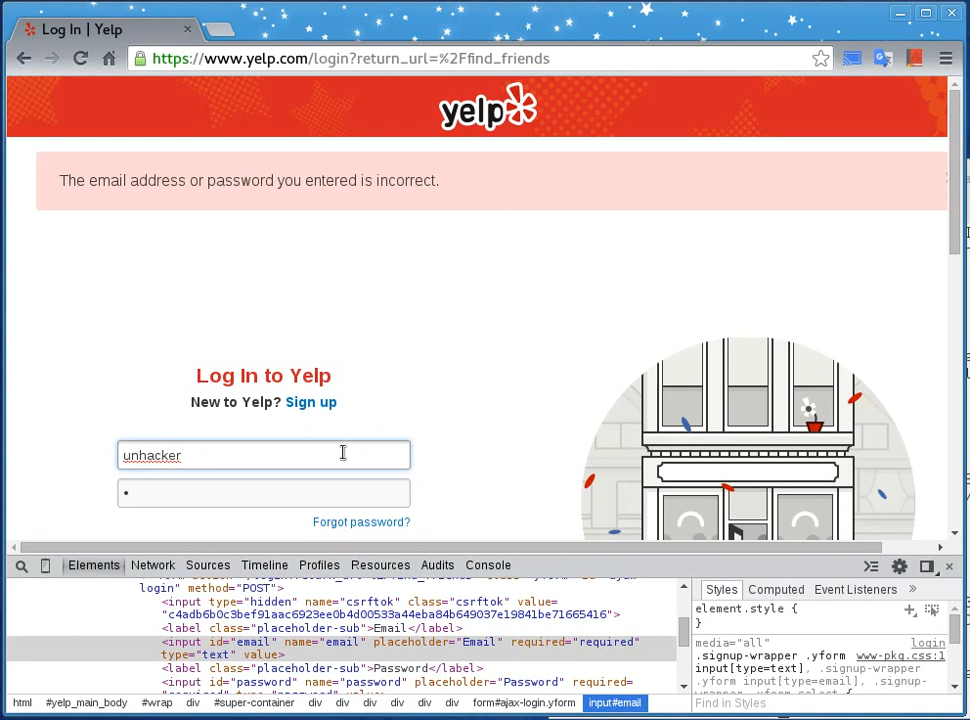 Log In | Yelp
https://www.yelp.com/login?return_url=%2Ffind_friends
yelp
The email address or password you entered is incorrect.
Log In to Yelp
New to Yelp? Sign up
unhacker
•
Forgot password?
Elements Network Sources Timeline Profiles Resources Audits Console
login" method="POST">
<input type="hidden" name="csrftok" class="csrftok" value=
"c4adb6b0c3bef91aac6923ee0b4d00533a44eba84b649037e19841be71665416">
<label class="placeholder-sub">Email</label>
<input id="email" name="email" placeholder="Email" required="required"
type="text" value>
<label class="placeholder-sub">Password</label>
<input id="password" name="password" placeholder="Password" required=
html #yelp_main_body #wrap div #super-container div div div div form#ajax-login.yform input#email
Styles Computed Event Listeners »
element.style {
}
media="all" login
.signup-wrapper .yform www-pkg.css:1
input[type=text], .signup-wrapper
.yform input[type=email], .signup-
Find in Styles